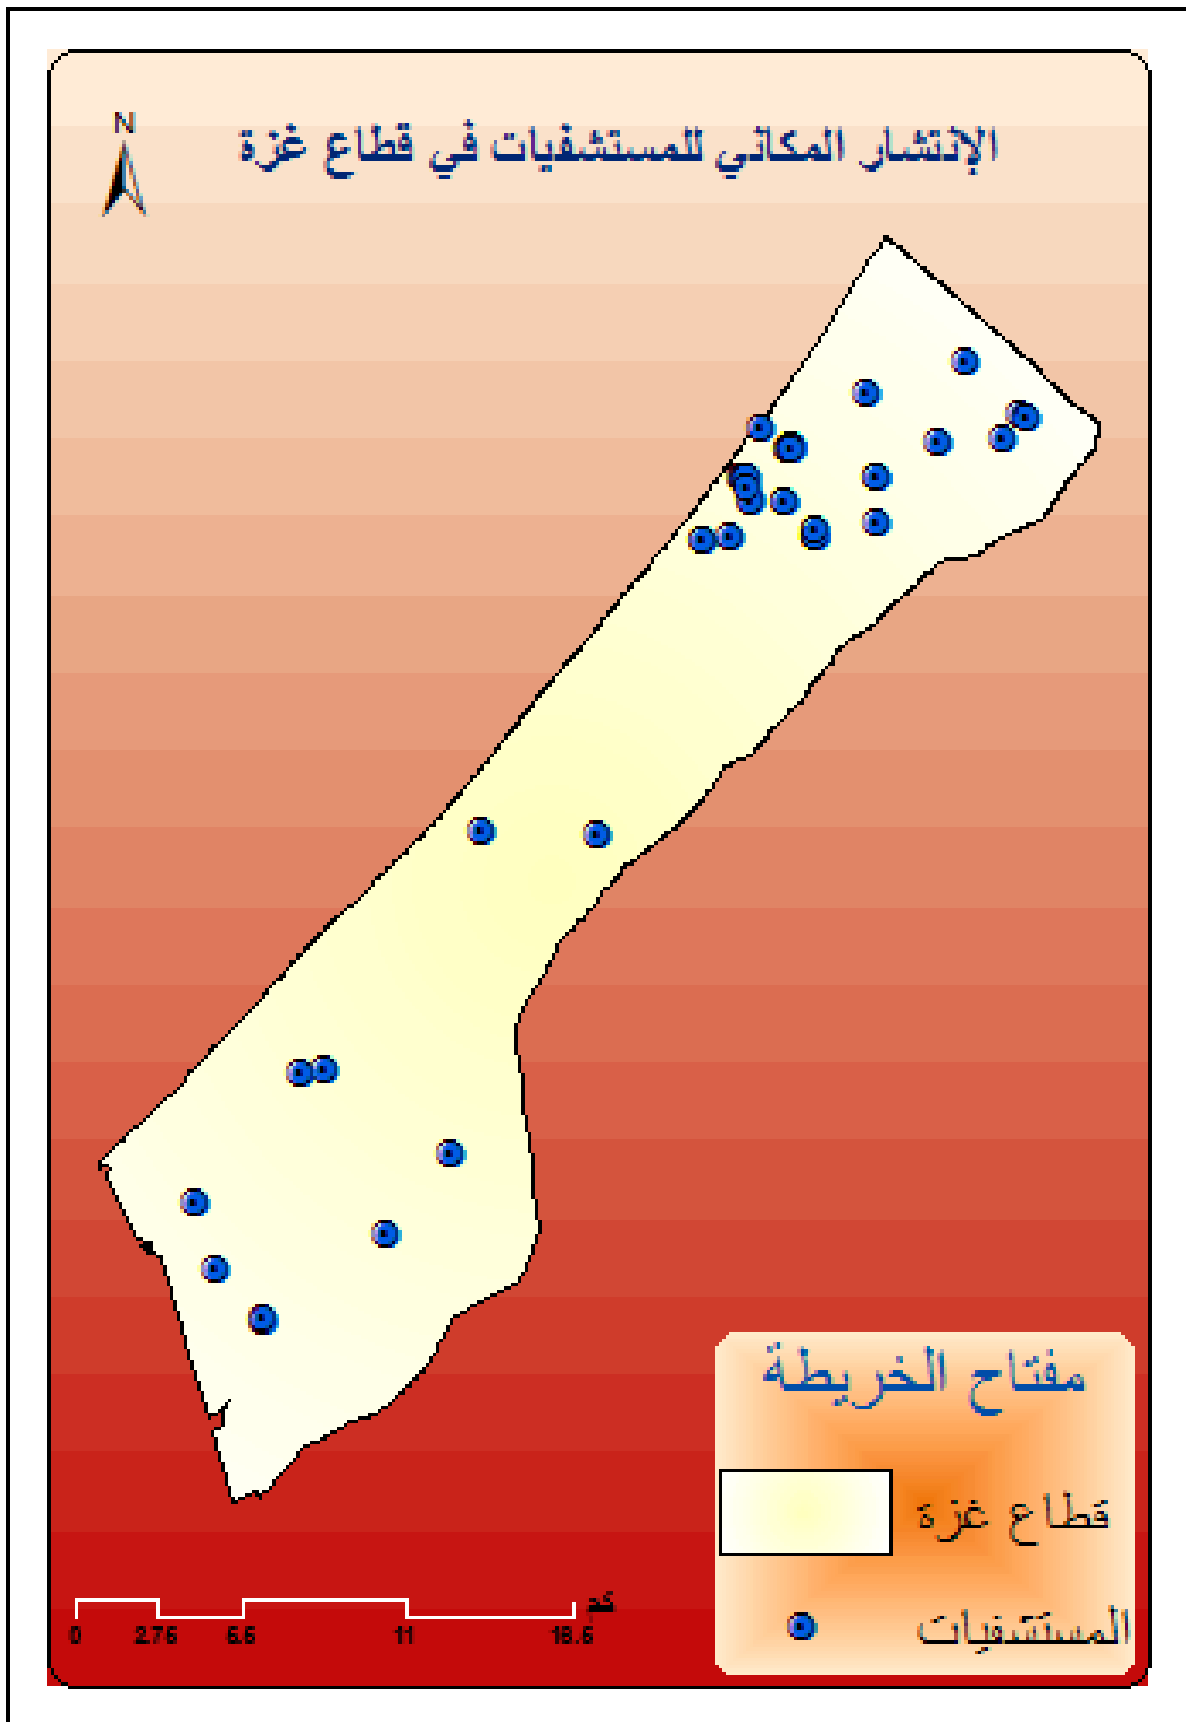 N
الإنتشار المكاني للمستشفيات في قطاع غزة
مفتاح الخريطة
قطاع غزة
المستشفيات
كم
0 2.75 5.5 11 16.5